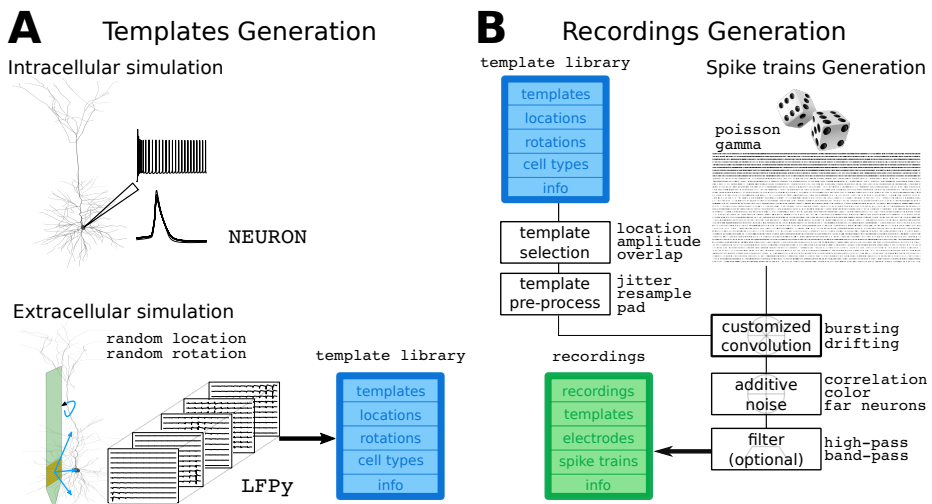 A
Templates Generation
Intracellular simulation
NEURON
Extracellular simulation
random location
random rotation
LFPy
template library
templates
locations
rotations
cell types
info
B
Recordings Generation
template library
templates
locations
rotations
cell types
info
template
selection
location
amplitude
overlap
template
pre-process
jitter
resample
pad
Spike trains Generation
poisson
gamma
customized
convolution
bursting
drifting
additive
noise
correlation
color
far neurons
filter
(optional)
high-pass
band-pass
recordings
recordings
templates
electrodes
spike trains
info